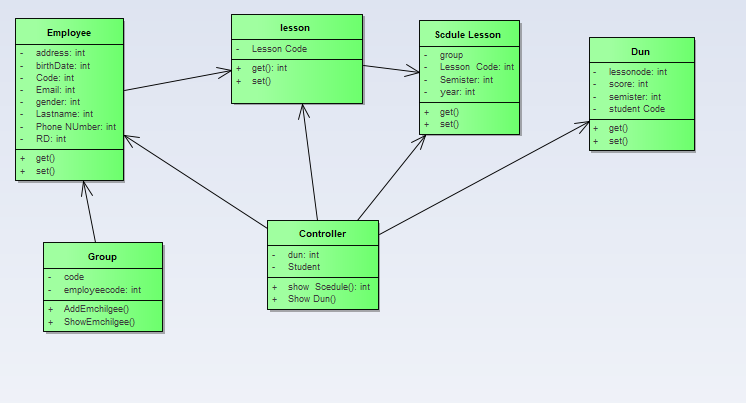 Employee
- address: int
- birthDate: int
- Code: int
- Email: int
- gender: int
- Lastname: int
- Phone NUmber: int
- RD: int
+ get()
+ set()
lesson
- Lesson Code
+ get(): int
+ set()
Scdule Lesson
- group
- Lesson Code: int
- Semister: int
- year: int
+ get()
+ set()
Dun
- lessonode: int
- score: int
- semister: int
- student Code
+ get()
+ set()
Group
- code
- employeecode: int
+ AddEmchilgee()
+ ShowEmchilgee()
Controller
- dun: int
- Student
+ show Scedule(): int
+ Show Dun()